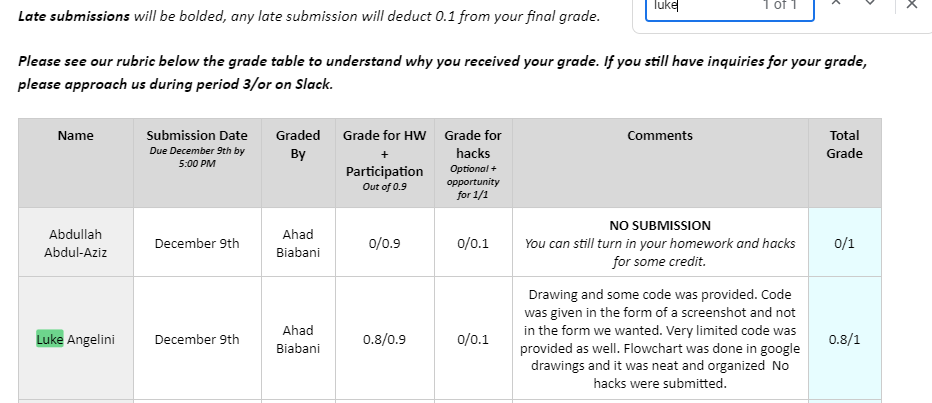 Late submissions will be bolded, any late submission will deduct 0.1 from your final grade.
luke
1 of 1
Please see our rubric below the grade table to understand why you received your grade. If you still have inquiries for your grade,
please approach us during period 3/or on Slack.
Name
Submission Date
Due December 9th by
5:00 PM
Graded
By
Grade for HW
+
Participation
Out of 0.9
Grade for
hacks
Optional +
opportunity
for 1/1
Comments
Total
Grade
Abdullah
Abdul-Aziz
December 9th
Ahad
Biabani
0/0.9
0/0.1
NO SUBMISSION
You can still turn in your homework and hacks
for some credit.
0/1
Luke Angelini
December 9th
Ahad
Biabani
0.8/0.9
0/0.1
Drawing and some code was provided. Code
was given in the form of a screenshot and not
in the form we wanted. Very limited code was
provided as well. Flowchart was done in google
drawings and it was neat and organized  No
hacks were submitted.
0.8/1